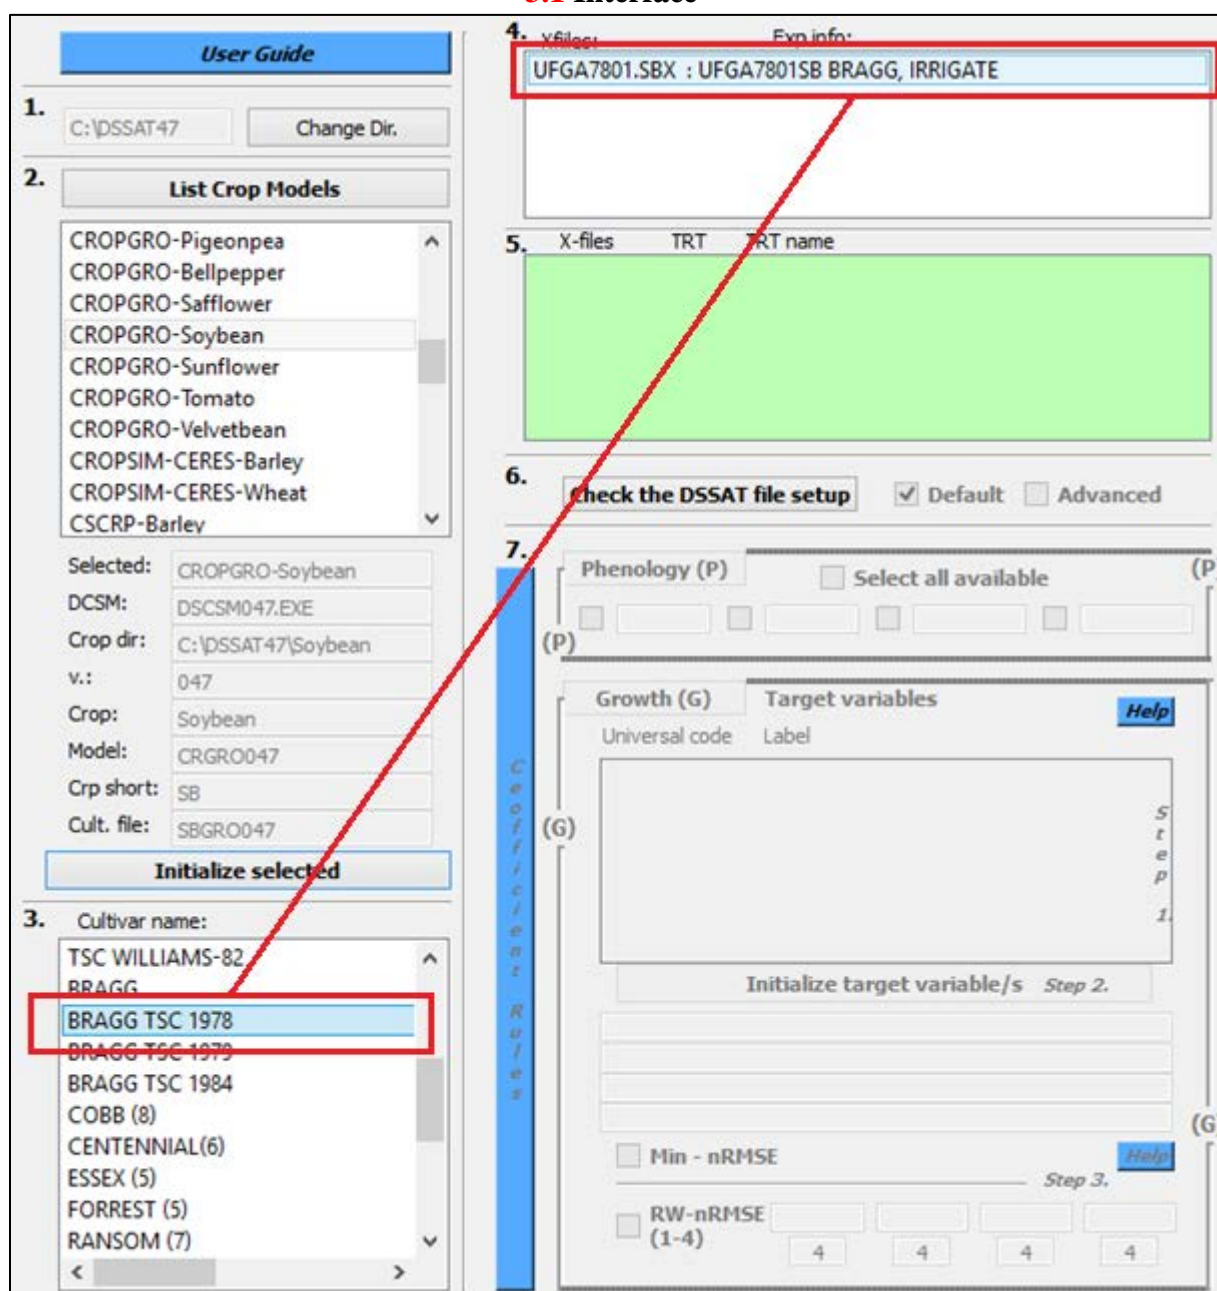 3.1 Interface
User Guide
1.
C:\DSSAT47
Change Dir.
2.
List Crop Models
CROPGRO-Pigeonpea
CROPGRO-Bellpepper
CROPGRO-Safflower
CROPGRO-Soybean
CROPGRO-Sunflower
CROPGRO-Tomato
CROPGRO-Velvetbean
CROPSIM-CERES-Barley
CROPSIM-CERES-Wheat
CSCRP-Barley
Selected: CROPGRO-Soybean
DCSM: DSCSM047.EXE
Crop dir: C:\DSSAT47\Soybean
v.: 047
Crop: Soybean
Model: CRGRO047
Crp short: SB
Cult. file: SBGRO047
Initialize selected
3. Cultivar name:
TSC WILLIAMS-82
BRAGG
BRAGG TSC 1978
BRAGG TSC 1979
BRAGG TSC 1984
COBB (8)
CENTENNIAL(6)
ESSEX (5)
FORREST (5)
RANSOM (7)
4. Xfiles: Exp info:
UFGA7801.SBX : UFGA7801SB BRAGG, IRRIGATE
5. X-files TRT TRT name
6. Check the DSSAT file setup Default Advanced
7.
Phenology (P) Select all available (P
(P)
Growth (G) Target variables Help
Universal code Label
(G)
Ceofficient Rules
Step 1.
Initialize target variable/s Step 2.
(G
Min - nRMSE Help
Step 3.
RW-nRMSE
(1-4) 4 4 4 4